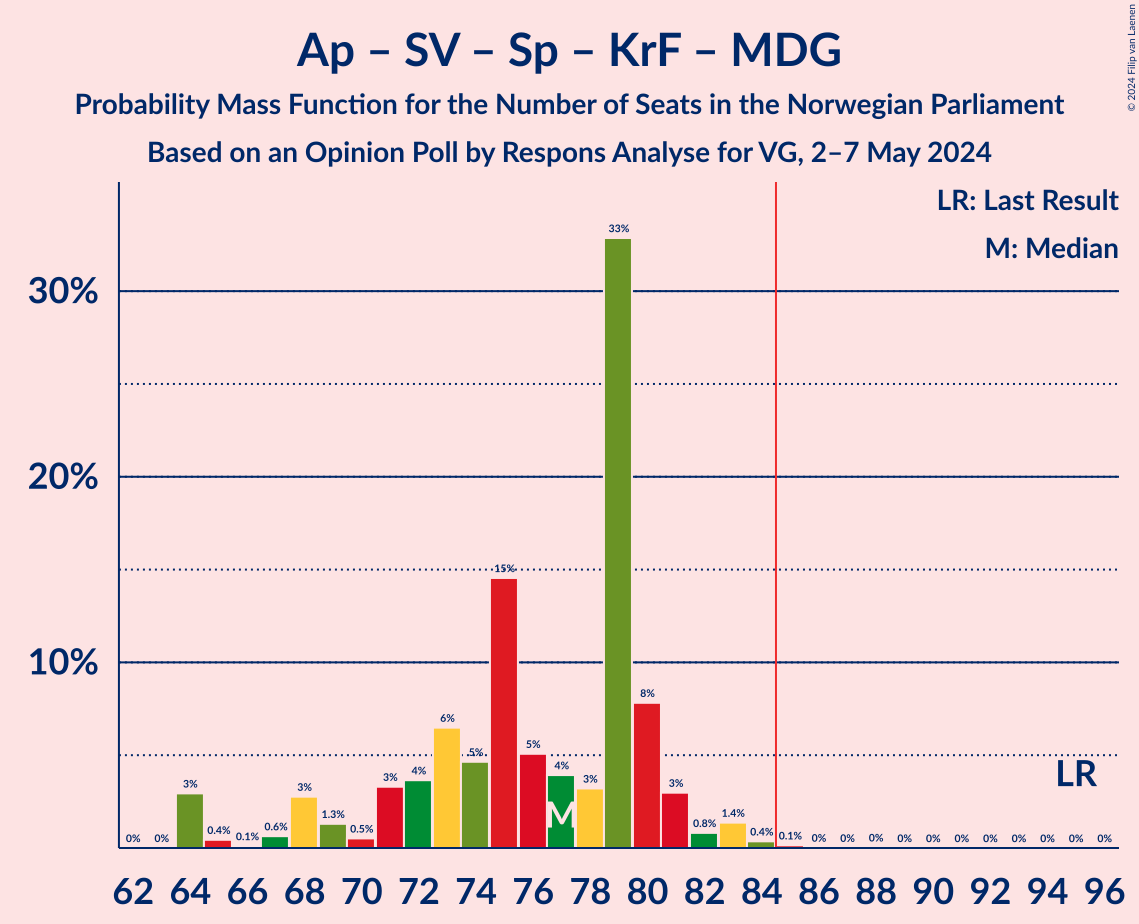 Ap – SV – Sp – KrF – MDG
Probability Mass Function for the Number of Seats in the Norwegian Parliament
Based on an Opinion Poll by Respons Analyse for VG, 2–7 May 2024
© 2024 Filip van Laenen
LR: Last Result
M: Median
30%
20%
10%
0% 0% 3% 0.4% 0.1% 0.6% 3% 1.3% 0.5% 3% 4% 6% 5% 15% 5% 4% 3% 33% 8% 3% 0.8% 1.4% 0.4% 0.1% 0% 0% 0% 0% 0% 0% 0% 0% 0% 0% 0%
M
LR
62 64 66 68 70 72 74 76 78 80 82 84 86 88 90 92 94 96